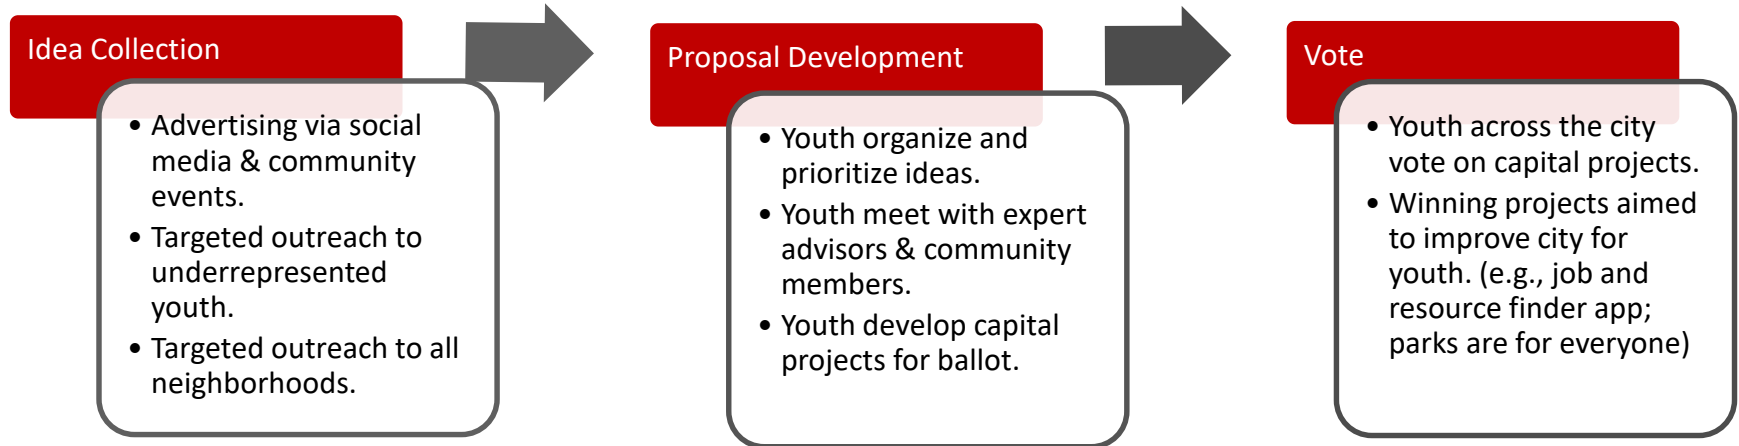 Idea Collection
• Advertising via social
media & community
events.
• Targeted outreach to
underrepresented
youth.
• Targeted outreach to all
neighborhoods.
Proposal Development
• Youth organize and
prioritize ideas.
• Youth meet with expert
advisors & community
members.
• Youth develop capital
projects for ballot.
Vote
• Youth across the city
vote on capital projects.
• Winning projects aimed
to improve city for
youth. (e.g., job and
resource finder app;
parks are for everyone)